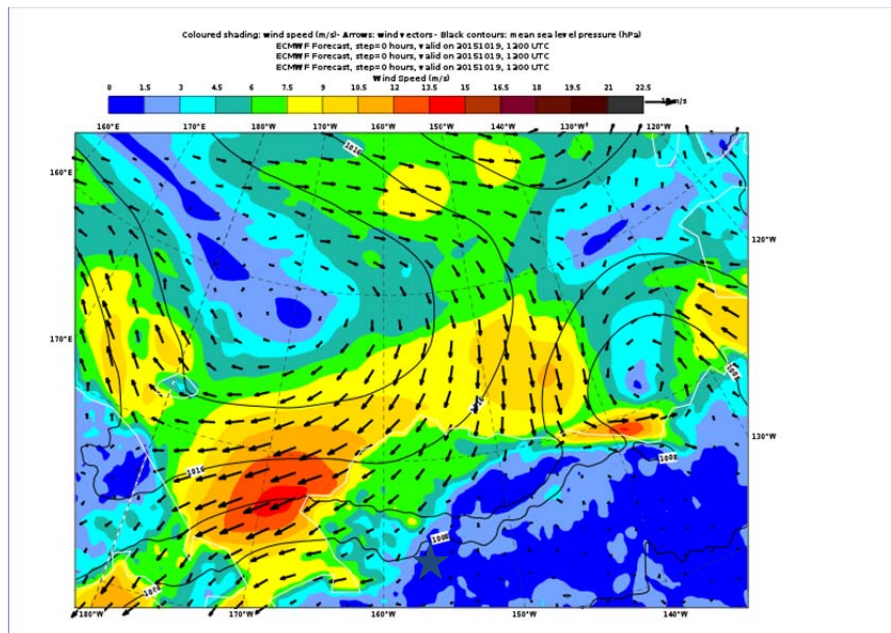 Coloured shading: wind speed (m/s)- Arrows: wind vectors - Black contours: mean sea level pressure (hPa)
ECMWF Forecast, step=0 hours, valid on 20151019, 1200 UTC
ECMWF Forecast, step=0 hours, valid on 20151019, 1200 UTC
ECMWF Forecast, step=0 hours, valid on 20151019, 1200 UTC
Wind Speed (m/s)
0 1.5 3 4.5 6 7.5 9 10.5 12 13.5 15 16.5 18 19.5 21 22.5
m/s
160°E 170°E 180°W 170°W 160°W 150°W 140°W 130°W 120°W
1016
160°E
120°W
170°E
1008
1016
130°W
1016
1008
1008
1008
180°W 170°W 160°W 150°W 140°W